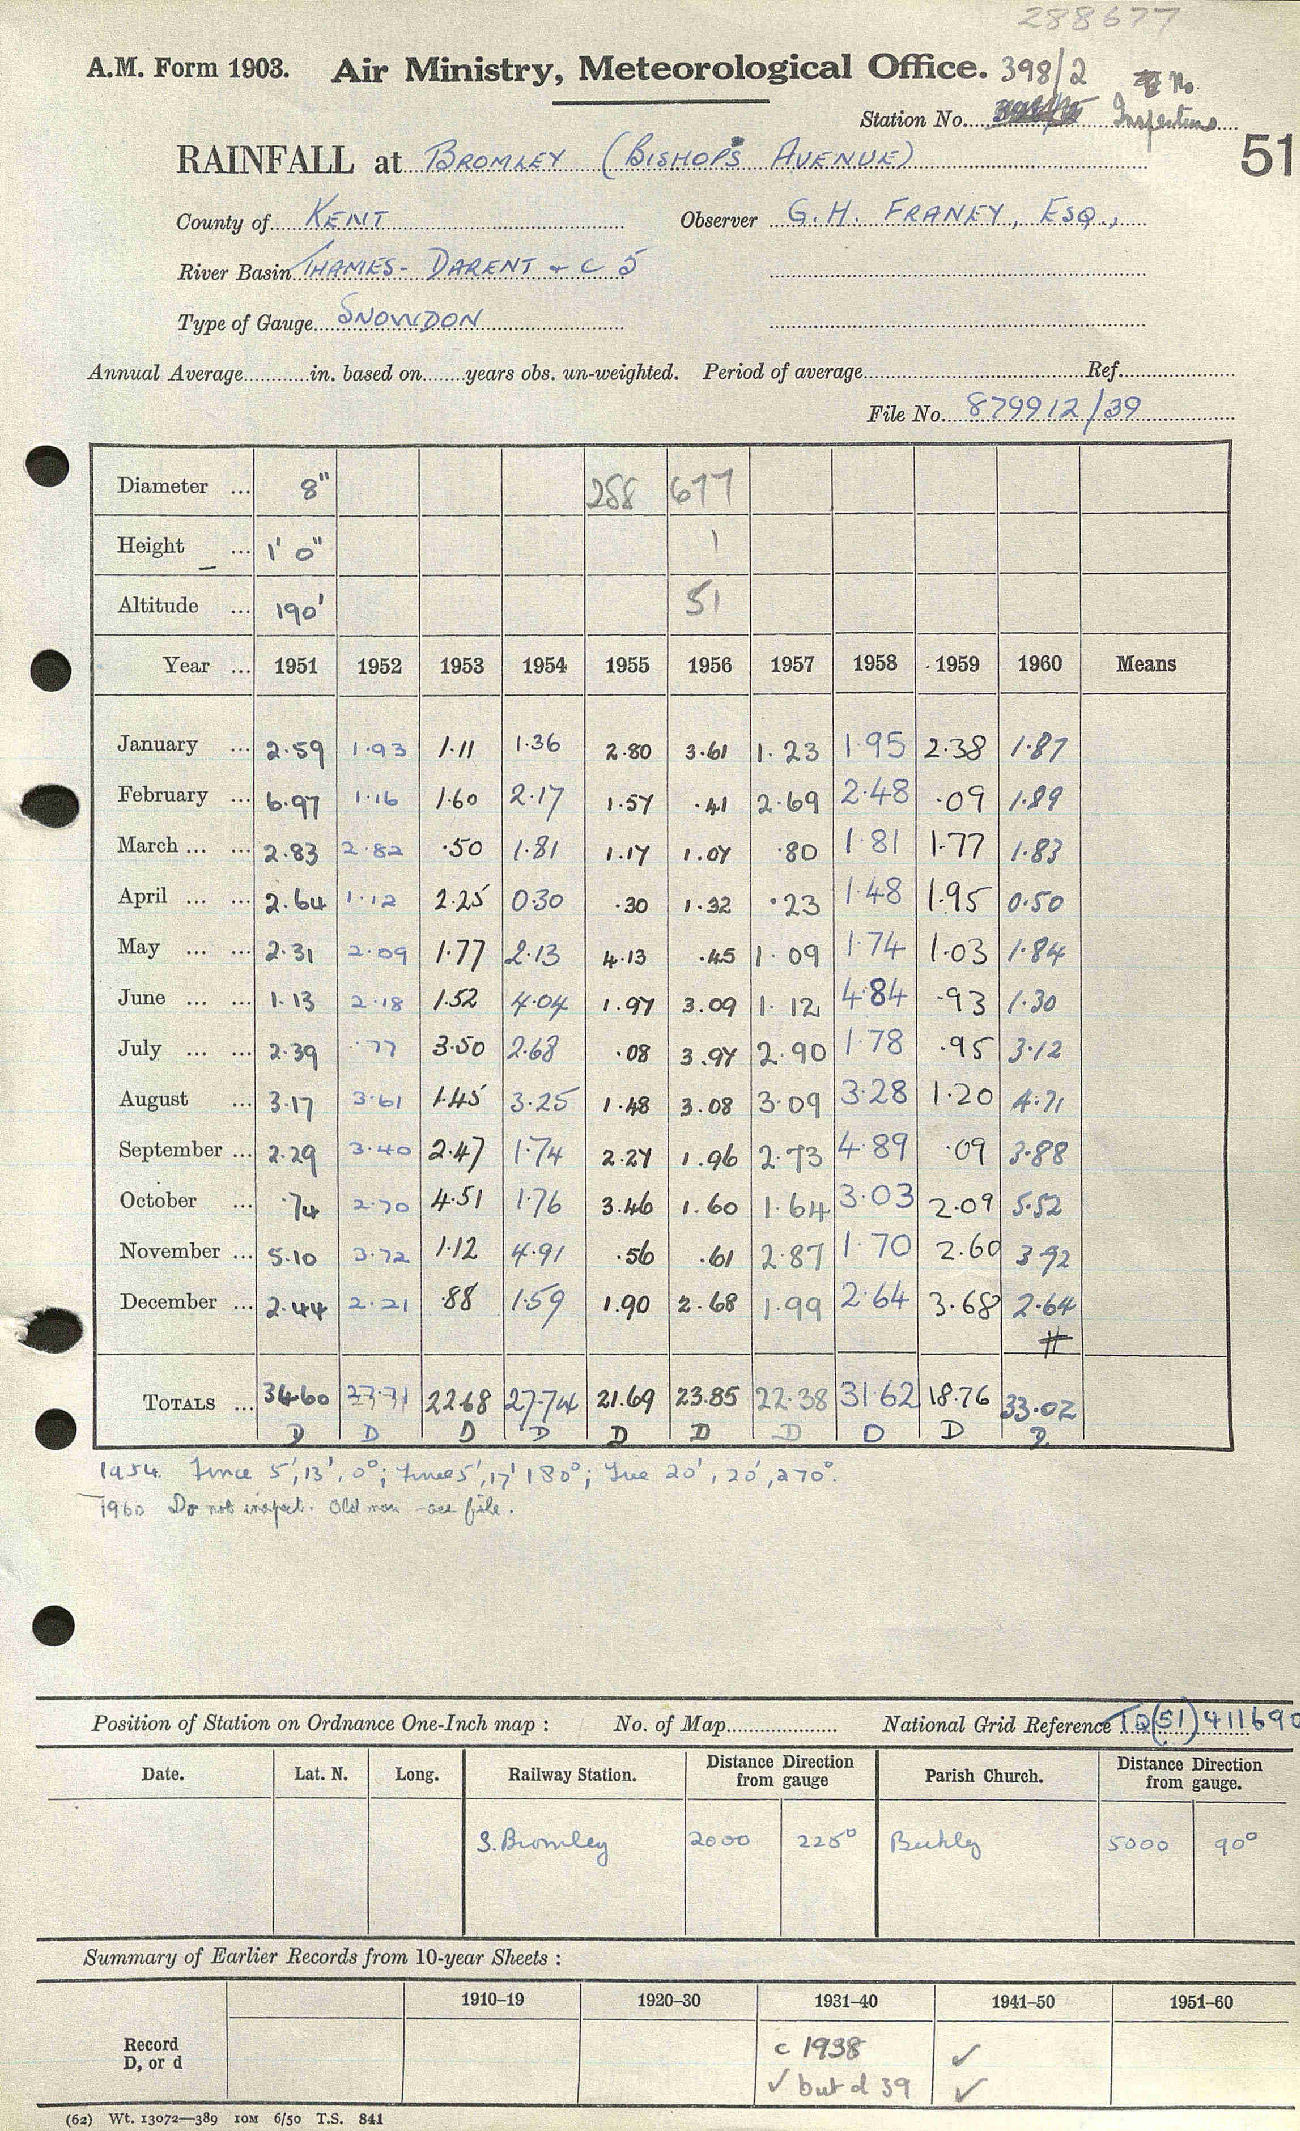 288677
A.M. Form 1903. Air Ministry, Meteorological Office. 398/2
Station No. No Inspections
51
RAINFALL at BROMLEY (BISHOP'S AVENUE)
County of KENT Observer G. H. FRANEY, ESQ.,
River Basin THAMES - DARENT & C 5
Type of Gauge SNOWDON
Annual Average in. based on years obs. un-weighted. Period of average Ref.
File No. 879912/39
Diameter ... 8" 288 677
Height ... 1' 0" 1
Altitude ... 190' 51
Year ... 1951 1952 1953 1954 1955 1956 1957 1958 1959 1960 Means
January ... 2.59 1.93 1.11 1.36 2.80 3.61 1.23 1.95 2.38 1.87
February ... 6.97 1.16 1.60 2.17 1.57 .41 2.69 2.48 .09 1.89
March ... ... 2.83 2.82 .50 1.81 1.17 1.07 .80 1.81 1.77 1.83
April ... ... 2.64 1.12 2.25 0.30 .30 1.32 .23 1.48 1.95 0.50
May ... ... 2.31 2.09 1.77 2.13 4.13 .45 1.09 1.74 1.03 1.84
June ... ... 1.13 2.18 1.52 4.04 1.97 3.09 1.12 4.84 .93 1.30
July ... ... 2.39 .77 3.50 2.68 .08 3.97 2.90 1.78 .95 3.12
August ... 3.17 3.61 1.45 3.25 1.48 3.08 3.09 3.28 1.20 4.71
September ... 2.29 3.40 2.47 1.74 2.27 1.96 2.73 4.89 .09 3.88
October ... .74 2.70 4.51 1.76 3.46 1.60 1.64 3.03 2.09 5.52
November ... 5.10 3.72 1.12 4.91 .56 .61 2.87 1.70 2.60 3.92
December ... 2.44 2.21 .88 1.59 1.90 2.68 1.99 2.64 3.68 2.64
#
TOTALS ... 34.60 27.71 22.68 27.74 21.69 23.85 22.38 31.62 18.76 33.02
D D D D D D D D D D
1954. Fence 5', 13', 0°; Fence 5', 17' 180°; Tree 20', 20', 270°.
1960 Do not inspect. Old man - see file.
Position of Station on Ordnance One-Inch map : No. of Map National Grid Reference TQ(51)411690
Date. Lat. N. Long. Railway Station. Distance Direction from gauge Parish Church. Distance Direction from gauge.
S. Bromley 2000 225° 5000 90°
Summary of Earlier Records from 10-year Sheets :
1910–19 1920–30 1931–40 1941–50 1951–60
Record c 1938 ✓
D, or d ✓ but d 39 ✓
(62) Wt. 13072—389 10M 6/50 T.S. 841